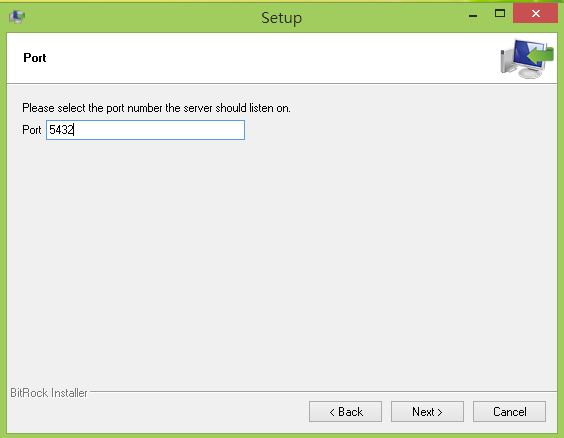 Setup
Port
Please select the port number the server should listen on.
Port 5432
BitRock Installer
< Back Next > Cancel